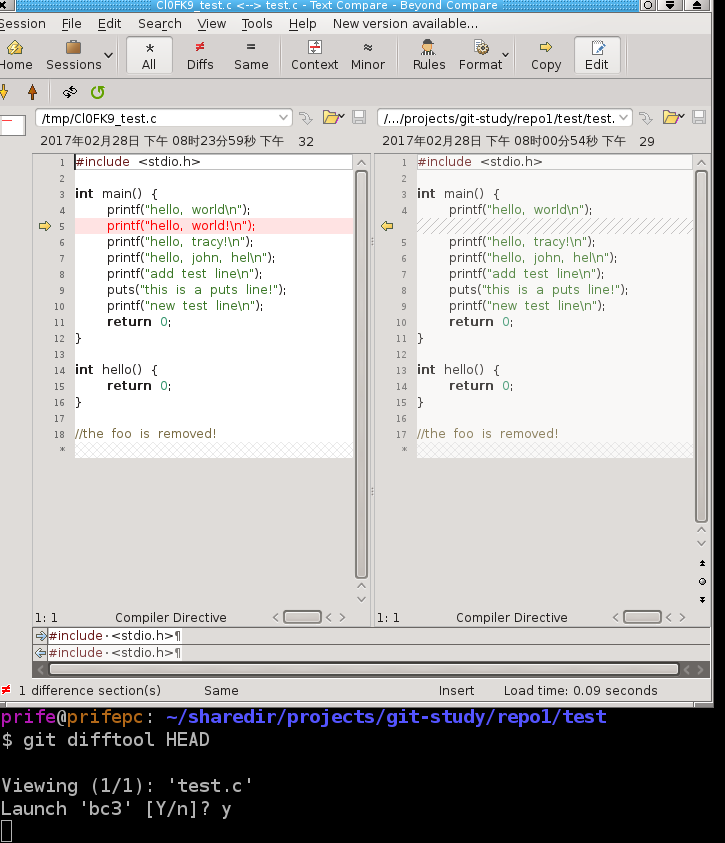 Cl0FK9_test.c <--> test.c - Text Compare - Beyond Compare
Session File Edit Search View Tools Help New version available...
Home Sessions * All ≠ Diffs = Same Context Minor Rules Format Copy Edit
/tmp/Cl0FK9_test.c
2017年02月28日 下午 08时23分59秒 下午 32
1 #include <stdio.h>
2
3 int main() {
4 printf("hello, world\n");
5 printf("hello, world!\n");
6 printf("hello, tracy!\n");
7 printf("hello, john, hel\n");
8 printf("add test line\n");
9 puts("this is a puts line!");
10 printf("new test line\n");
11 return 0;
12 }
13
14 int hello() {
15 return 0;
16 }
17
18 //the foo is removed!
*
1: 1 Compiler Directive
/.../projects/git-study/repo1/test/test.
2017年02月28日 下午 08时00分54秒 下午 29
1 #include <stdio.h>
2
3 int main() {
4 printf("hello, world\n");
5 printf("hello, tracy!\n");
6 printf("hello, john, hel\n");
7 printf("add test line\n");
8 puts("this is a puts line!");
9 printf("new test line\n");
10 return 0;
11 }
12
13 int hello() {
14 return 0;
15 }
16
17 //the foo is removed!
*
1: 1 Compiler Directive
#include·<stdio.h>¶
#include·<stdio.h>¶
≠ 1 difference section(s) Same Insert Load time: 0.09 seconds
prife@prifepc: ~/sharedir/projects/git-study/repo1/test
$ git difftool HEAD
Viewing (1/1): 'test.c'
Launch 'bc3' [Y/n]? y